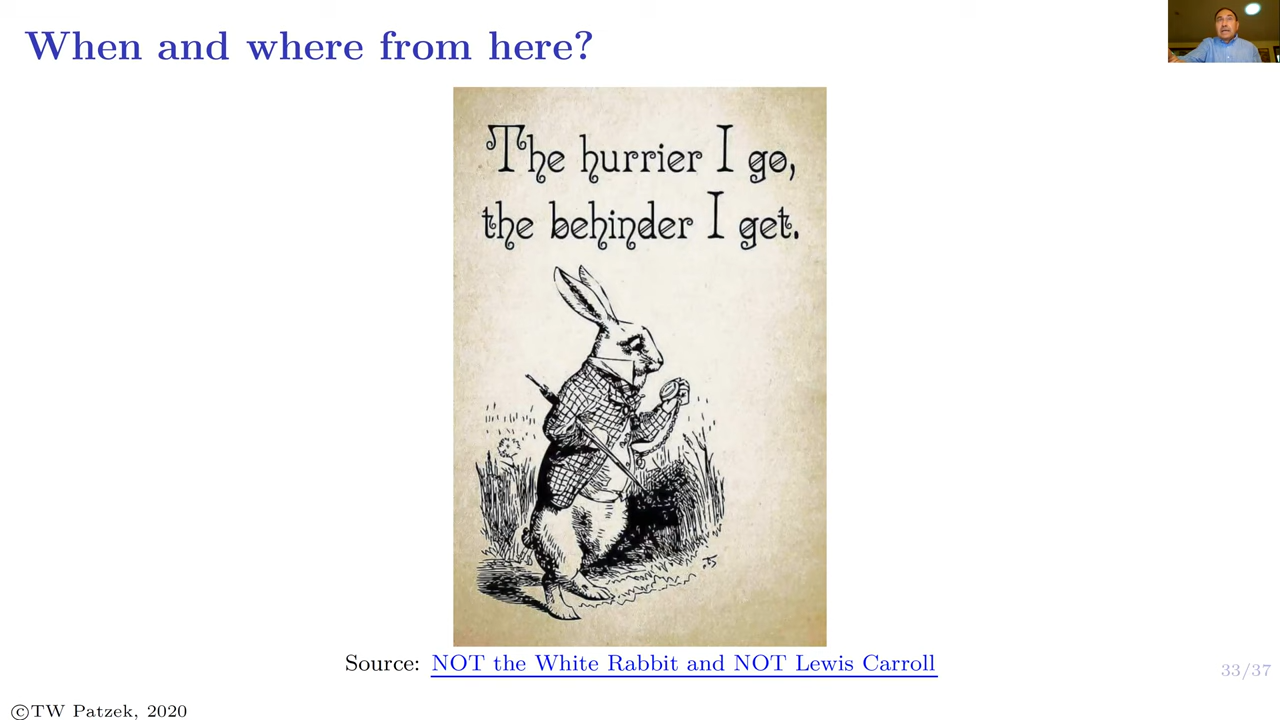 When and where from here?
The hurrier I go,
the behinder I get.
Source: NOT the White Rabbit and NOT Lewis Carroll
33/37
©TW Patzek, 2020